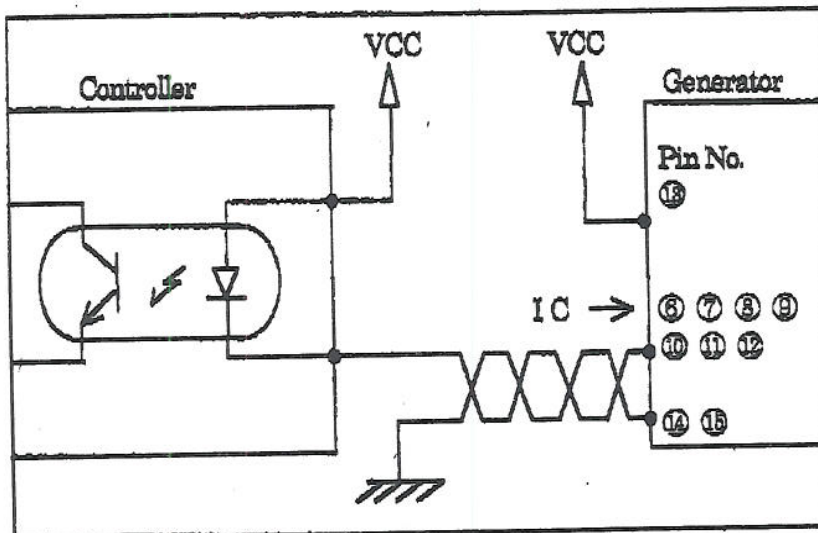 VCC
VCC
Controller
Generator
Pin No.
⑬
IC →
⑥ ⑦ ⑧ ⑨
⑩ ⑪ ⑫
⑭ ⑮